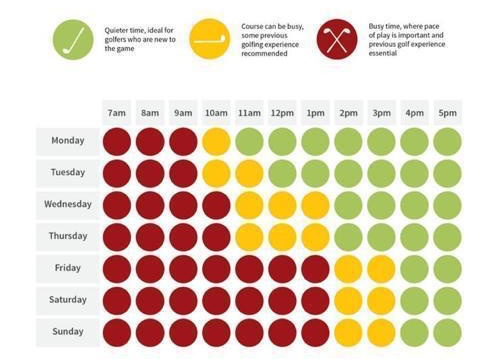 Quieter time, ideal for
golfers who are new to
the game
Course can be busy,
some previous
golfing experience
recommended
Busy time, where pace
of play is important and
previous golf experience
essential
7am 8am 9am 10am 11am 12pm 1pm 2pm 3pm 4pm 5pm
Monday
Tuesday
Wednesday
Thursday
Friday
Saturday
Sunday